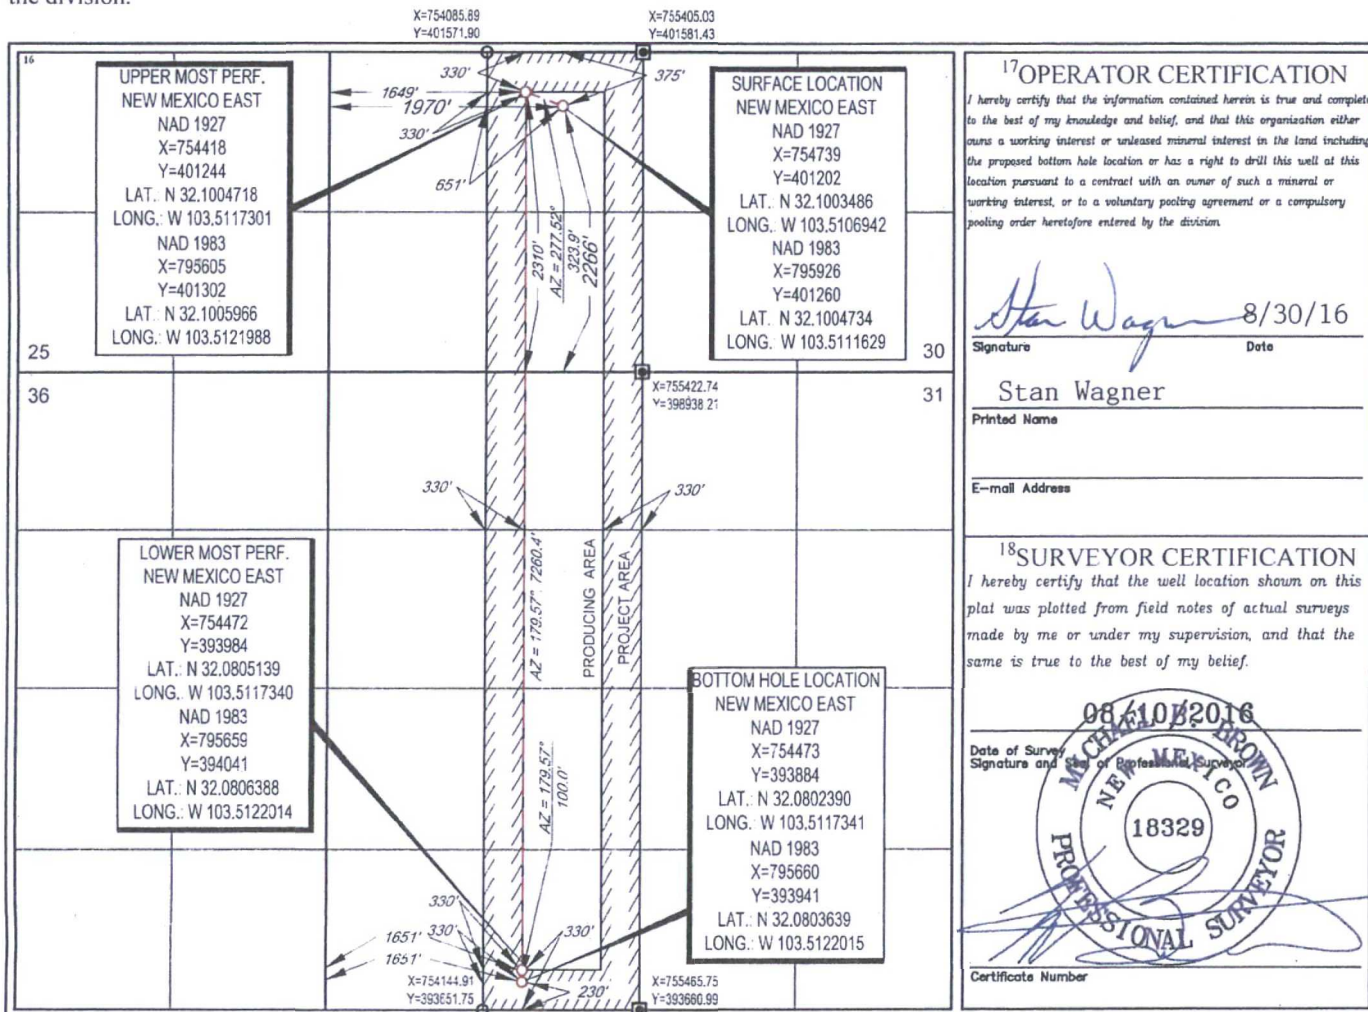 the division.
X=754085.89
Y=401571.90
X=755405.03
Y=401581.43
16
UPPER MOST PERF.
NEW MEXICO EAST
NAD 1927
X=754418
Y=401244
LAT.: N 32.1004718
LONG.: W 103.5117301
NAD 1983
X=795605
Y=401302
LAT.: N 32.1005966
LONG.: W 103.5121988
330'
375'
1649'
1970'
330'
651'
SURFACE LOCATION
NEW MEXICO EAST
NAD 1927
X=754739
Y=401202
LAT.: N 32.1003486
LONG.: W 103.5106942
NAD 1983
X=795926
Y=401260
LAT. N 32.1004734
LONG.: W 103.5111629
2310'
AZ = 277.52°
323.9'
2266'
25
30
36
31
X=755422.74
Y=398938.21
330'
330'
LOWER MOST PERF.
NEW MEXICO EAST
NAD 1927
X=754472
Y=393984
LAT.: N 32.0805139
LONG.: W 103.5117340
NAD 1983
X=795659
Y=394041
LAT.: N 32.0806388
LONG.: W 103.5122014
AZ = 179.57° 7260.4'
PRODUCING AREA
PROJECT AREA
AZ = 179.57°
100.0'
BOTTOM HOLE LOCATION
NEW MEXICO EAST
NAD 1927
X=754473
Y=393884
LAT.: N 32.0802390
LONG.: W 103.5117341
NAD 1983
X=795660
Y=393941
LAT.: N 32.0803639
LONG.: W 103.5122015
330'
1651'
330'
330'
1651'
230'
X=754144.91
Y=393651.75
X=755465.75
Y=393660.99
17 OPERATOR CERTIFICATION
I hereby certify that the information contained herein is true and complete
to the best of my knowledge and belief, and that this organization either
owns a working interest or unleased mineral interest in the land including
the proposed bottom hole location or has a right to drill this well at this
location pursuant to a contract with an owner of such a mineral or
working interest, or to a voluntary pooling agreement or a compulsory
pooling order heretofore entered by the division
Stan Wagner 8/30/16
Signature Date
Stan Wagner
Printed Name
E-mail Address
18 SURVEYOR CERTIFICATION
I hereby certify that the well location shown on this
plat was plotted from field notes of actual surveys
made by me or under my supervision, and that the
same is true to the best of my belief.
08/10/2016
Date of Survey
Signature and Seal of Professional Surveyor
MICHAEL B. BROWN
NEW MEXICO
18329
PROFESSIONAL SURVEYOR
Certificate Number